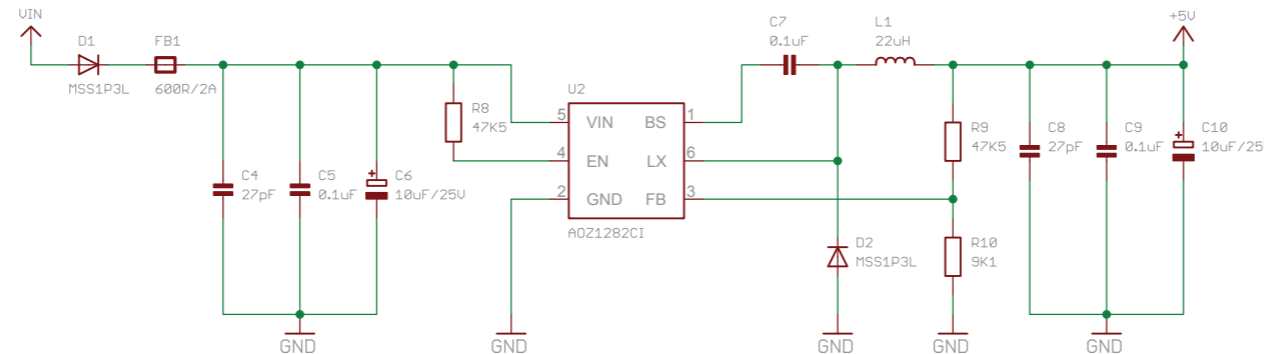 VIN
D1
MSS1P3L
FB1
600R/2A
C4
27pF
C5
0.1uF
C6
+
10uF/25V
GND
R8
47K5
U2
5 VIN BS 1
4 EN LX 6
2 GND FB 3
AOZ1282CI
GND
C7
0.1uF
L1
22uH
D2
MSS1P3L
GND
R9
47K5
R10
9K1
GND
C8
27pF
C9
0.1uF
+5V
C10
+
10uF/25
GND